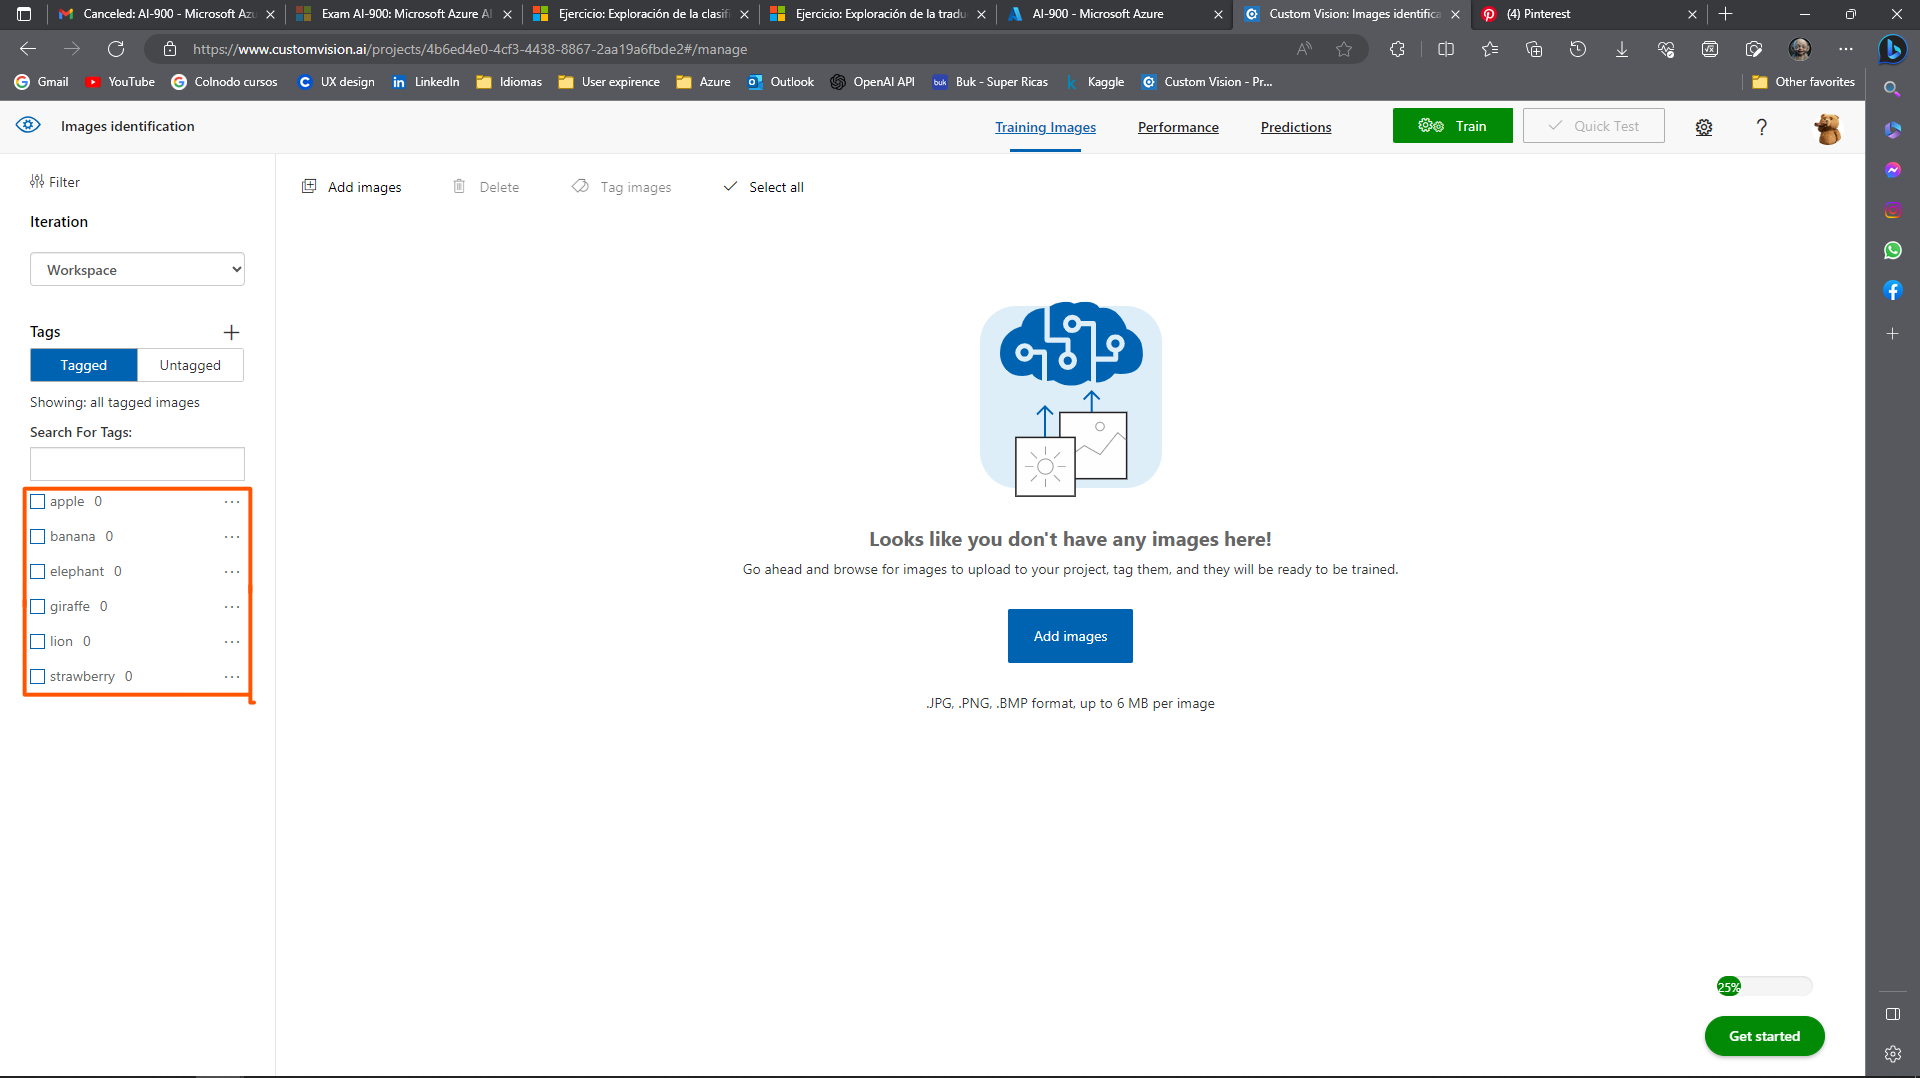 Canceled: AI-900 - Microsoft Azu
Exam AI-900: Microsoft Azure AI
Ejercicio: Exploración de la clasifi
Ejercicio: Exploración de la tradu
AI-900 - Microsoft Azure
Custom Vision: Images identifica
(4) Pinterest
https://www.customvision.ai/projects/4b6ed4e0-4cf3-4438-8867-2aa19a6fbde2#/manage
Gmail
YouTube
Colnodo cursos
UX design
LinkedIn
Idiomas
User expirence
Azure
Outlook
OpenAI API
buk
Buk - Super Ricas
Kaggle
Custom Vision - Pr...
Other favorites
Images identification
Training Images
Performance
Predictions
Train
Quick Test
?
Filter
Add images
Delete
Tag images
Select all
Iteration
Workspace
Tags
Tagged
Untagged
Showing: all tagged images
Search For Tags:
apple 0
banana 0
elephant 0
giraffe 0
lion 0
strawberry 0
Looks like you don't have any images here!
Go ahead and browse for images to upload to your project, tag them, and they will be ready to be trained.
Add images
.JPG, .PNG, .BMP format, up to 6 MB per image
25%
Get started